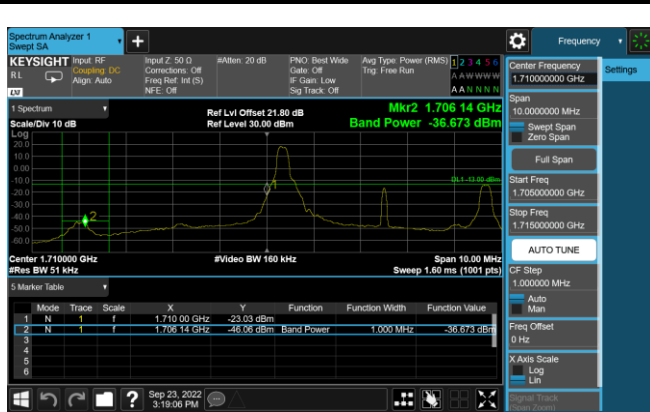 Spectrum Analyzer 1
Swept SA
+
Frequency
KEYSIGHT
RL
LXI
Input: RF
Coupling: DC
Align: Auto
Input Z: 50 Ω
Corrections: Off
Freq Ref: Int (S)
NFE: Off
#Atten: 20 dB
PNO: Best Wide
Gate: Off
IF Gain: Low
Sig Track: Off
Avg Type: Power (RMS)
Trig: Free Run
1 2 3 4 5 6
A A W W W W
A A N N N N
1 Spectrum
Scale/Div 10 dB
Ref Lvl Offset 21.80 dB
Ref Level 30.00 dBm
Mkr2 1.706 14 GHz
Band Power -36.673 dBm
Log
20.0
10.0
0.00
-10.0
-20.0
-30.0
-40.0
-50.0
-60.0
DL1 -13.00 dBm
1
2
Center 1.710000 GHz
#Res BW 51 kHz
#Video BW 160 kHz
Span 10.00 MHz
Sweep 1.60 ms (1001 pts)
5 Marker Table
Mode Trace Scale X Y Function Function Width Function Value
1 N 1 f 1.710 00 GHz -23.03 dBm
2 N 1 f 1.706 14 GHz -46.06 dBm Band Power 1.000 MHz -36.673 dBm
3
4
5
6
Center Frequency
1.710000000 GHz
Settings
Span
10.0000000 MHz
Swept Span
Zero Span
Full Span
Start Freq
1.705000000 GHz
Stop Freq
1.715000000 GHz
AUTO TUNE
CF Step
1.000000 MHz
Auto
Man
Freq Offset
0 Hz
X Axis Scale
Log
Lin
Signal Track
(Span Zoom)
?
Sep 23, 2022
3:19:06 PM